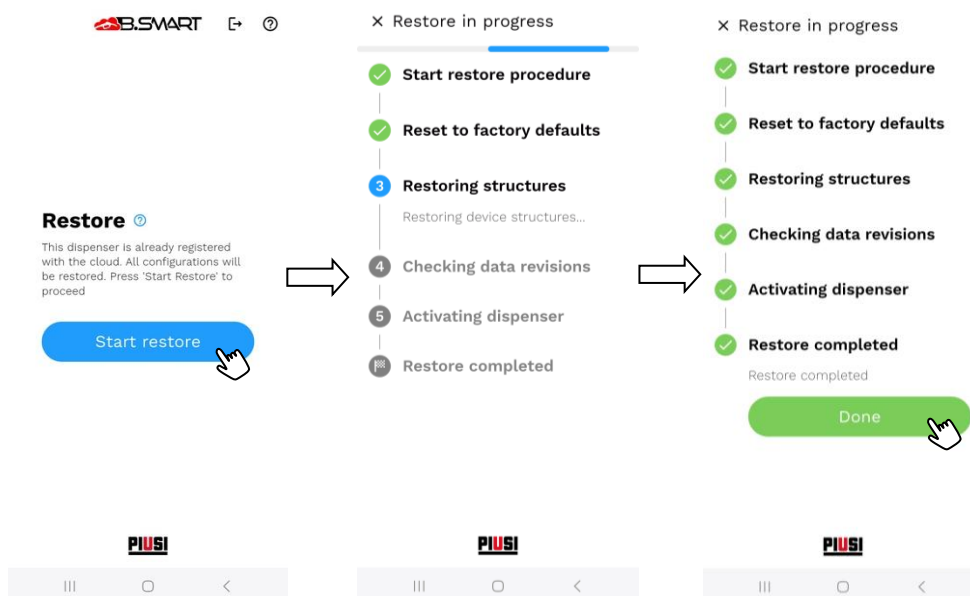 B.SMART
Restore
This dispenser is already registered
with the cloud. All configurations will
be restored. Press 'Start Restore' to
proceed
Start restore
PIUSI
Restore in progress
Start restore procedure
Reset to factory defaults
3 Restoring structures
Restoring device structures...
4 Checking data revisions
5 Activating dispenser
Restore completed
PIUSI
Restore in progress
Start restore procedure
Reset to factory defaults
Restoring structures
Checking data revisions
Activating dispenser
Restore completed
Restore completed
Done
PIUSI